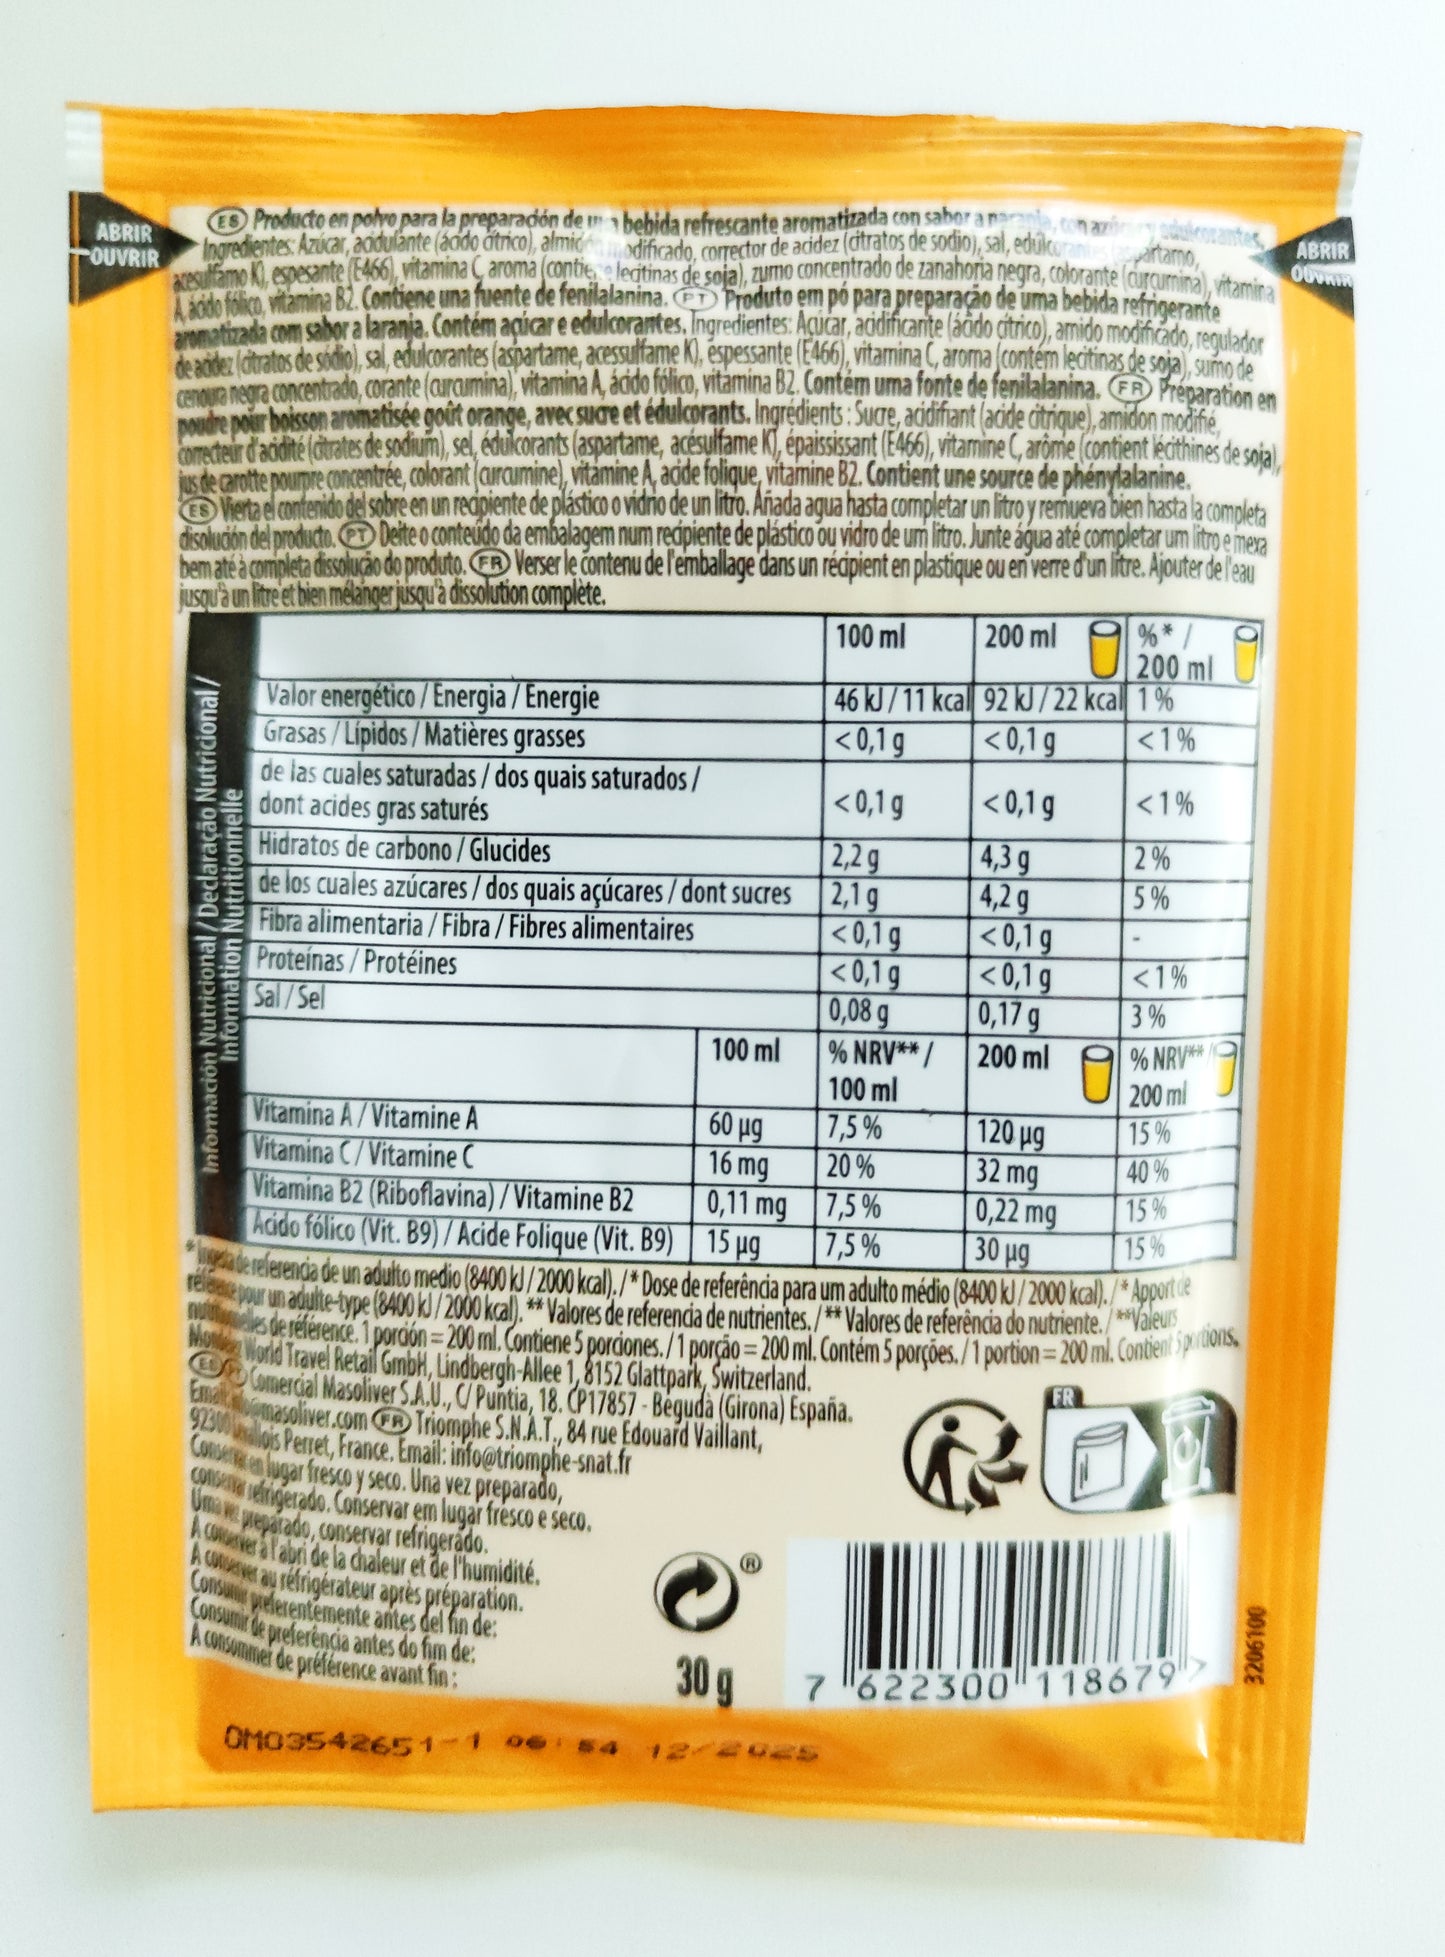 ABRIR
OUVRIR
ABRIR
OUVRIR
ES Producto en polvo para la preparación de una bebida refrescante aromatizada con sabor a naranja, con azúcar y edulcorantes.
Ingredientes: Azúcar, acidulante (ácido cítrico), almidón modificado, corrector de acidez (citratos de sodio), sal, edulcorantes (aspartamo,
acesulfamo K), espesante (E466), vitamina C, aroma (contiene lecitinas de soja), zumo concentrado de zanahoria negra, colorante (curcumina), vitamina
A, ácido fólico, vitamina B2. Contiene una fuente de fenilalanina. PT Produto em pó para preparação de uma bebida refrigerante
aromatizada com sabor a laranja. Contém açúcar e edulcorantes. Ingredientes: Açúcar, acidificante (ácido cítrico), amido modificado, regulador
de acidez (citratos de sódio), sal, edulcorantes (aspartame, acessulfame K), espessante (E466), vitamina C, aroma (contém lecitinas de soja), sumo de
cenoura negra concentrado, corante (curcumina), vitamina A, ácido fólico, vitamina B2. Contém uma fonte de fenilalanina. FR Préparation en
poudre pour boisson aromatisée goût orange, avec sucre et édulcorants. Ingrédients : Sucre, acidifiant (acide citrique), amidon modifié,
correcteur d'acidité (citrates de sodium), sel, édulcorants (aspartame, acésulfame K), épaississant (E466), vitamine C, arôme (contient lécithines de soja),
jus de carotte pourpre concentrée, colorant (curcumine), vitamine A, acide folique, vitamine B2. Contient une source de phénylalanine.
ES Vierta el contenido del sobre en un recipiente de plástico o vidrio de un litro. Añada agua hasta completar un litro y remueva bien hasta la completa
disolución del producto. PT Deite o conteúdo da embalagem num recipiente de plástico ou vidro de um litro. Junte água até completar um litro e mexa
bem até à completa dissolução do produto. FR Verser le contenu de l'emballage dans un récipient en plastique ou en verre d'un litre. Ajouter de l'eau
jusqu'à un litre et bien mélanger jusqu'à dissolution complète.
Información Nutricional / Declaração Nutricional /
Information Nutritionnelle
100 ml 200 ml %* /
200 ml
Valor energético / Energia / Energie 46 kJ / 11 kcal 92 kJ / 22 kcal 1 %
Grasas / Lípidos / Matières grasses <0,1 g <0,1 g <1 %
de las cuales saturadas / dos quais saturados /
dont acides gras saturés <0,1 g <0,1 g <1 %
Hidratos de carbono / Glucides 2,2 g 4,3 g 2 %
de los cuales azúcares / dos quais açúcares / dont sucres 2,1 g 4,2 g 5 %
Fibra alimentaria / Fibra / Fibres alimentaires <0,1 g <0,1 g -
Proteínas / Protéines <0,1 g <0,1 g <1 %
Sal / Sel 0,08 g 0,17 g 3 %
100 ml % NRV** / 200 ml % NRV** /
100 ml 200 ml
Vitamina A / Vitamine A 60 µg 7,5 % 120 µg 15 %
Vitamina C / Vitamine C 16 mg 20 % 32 mg 40 %
Vitamina B2 (Riboflavina) / Vitamine B2 0,11 mg 7,5 % 0,22 mg 15 %
Ácido fólico (Vit. B9) / Acide Folique (Vit. B9) 15 µg 7,5 % 30 µg 15 %
* Ingesta de referencia de un adulto medio (8400 kJ / 2000 kcal). / * Dose de referência para um adulto médio (8400 kJ / 2000 kcal). / * Apport de
référence pour un adulte-type (8400 kJ / 2000 kcal). ** Valores de referencia de nutrientes. / ** Valores de referência do nutriente. / **Valeurs
nutritionnelles de référence. 1 porción = 200 ml. Contiene 5 porciones. / 1 porção = 200 ml. Contém 5 porções. / 1 portion = 200 ml. Contient 5 portions.
Mondelez World Travel Retail GmbH, Lindbergh-Allee 1, 8152 Glattpark, Switzerland.
ES Comercial Masoliver S.A.U., C/ Puntia, 18. CP17857 - Begudà (Girona) España.
Email: masoliver.com FR Triomphe S.N.A.T., 84 rue Edouard Vaillant,
92300 Levallois Perret, France. Email: info@triomphe-snat.fr
Conservar en lugar fresco y seco. Una vez preparado,
conservar refrigerado. Conservar em lugar fresco e seco.
Uma vez preparado, conservar refrigerado.
A conserver à l'abri de la chaleur et de l'humidité.
A conserver au réfrigérateur après préparation.
Consumir preferentemente antes del fin de:
Consumir de preferência antes do fim de:
A consommer de préférence avant fin :
FR
®
30 g
7 622300 118679 >
3206100
OMO3542651-1 06:54 12/2025